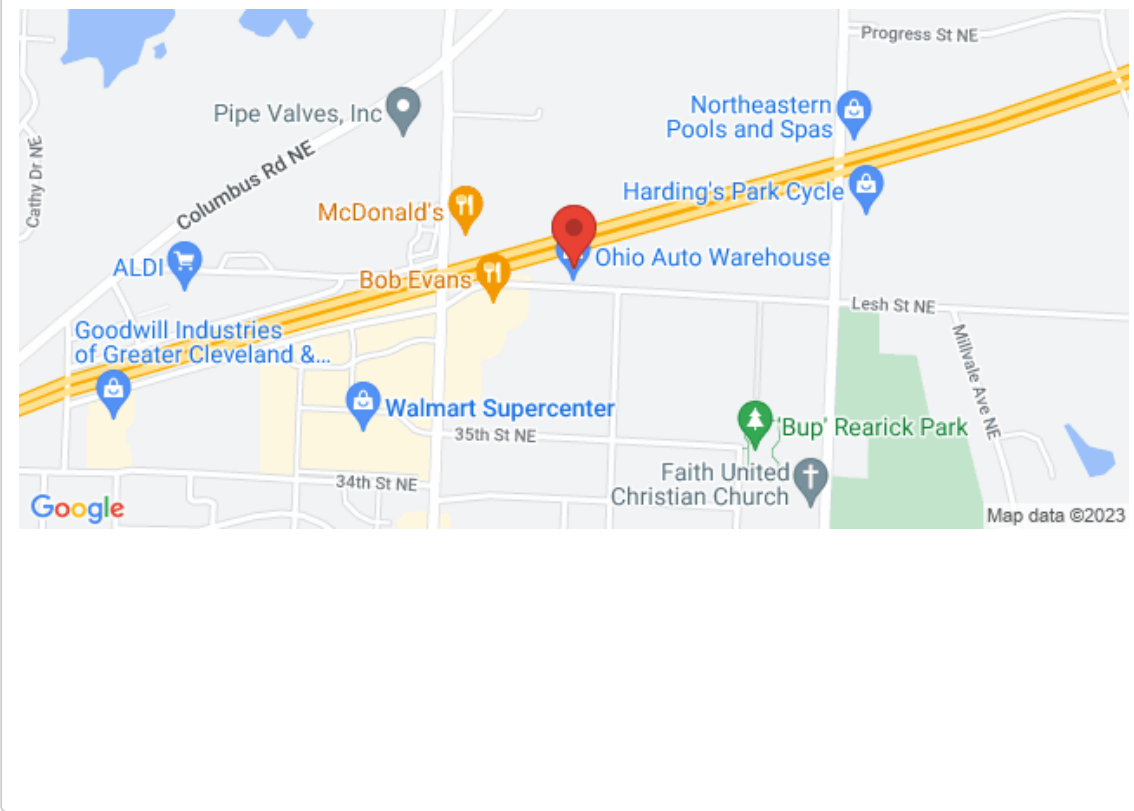 Progress St NE
Northeastern
Pools and Spas
Pipe Valves, Inc
Cathy Dr NE
Columbus Rd NE
Harding's Park Cycle
McDonald's
Ohio Auto Warehouse
ALDI
Bob Evans
Lesh St NE
Goodwill Industries
of Greater Cleveland &...
Millvale Ave NE
Walmart Supercenter
'Bup' Rearick Park
35th St NE
Faith United
Christian Church
34th St NE
Google
Map data ©2023